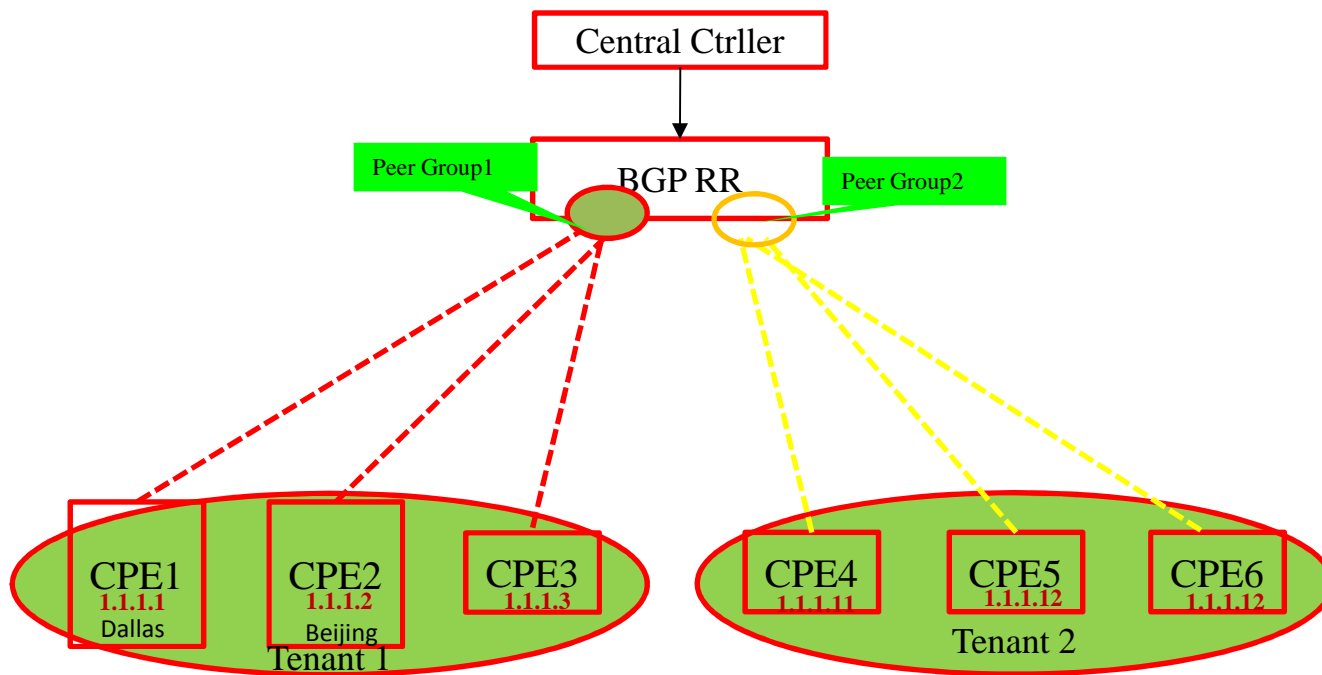 Central Ctrller
Peer Group1
BGP RR
Peer Group2
CPE1
1.1.1.1
Dallas
CPE2
1.1.1.2
Beijing
CPE3
1.1.1.3
Tenant 1
CPE4
1.1.1.11
CPE5
1.1.1.12
CPE6
1.1.1.12
Tenant 2